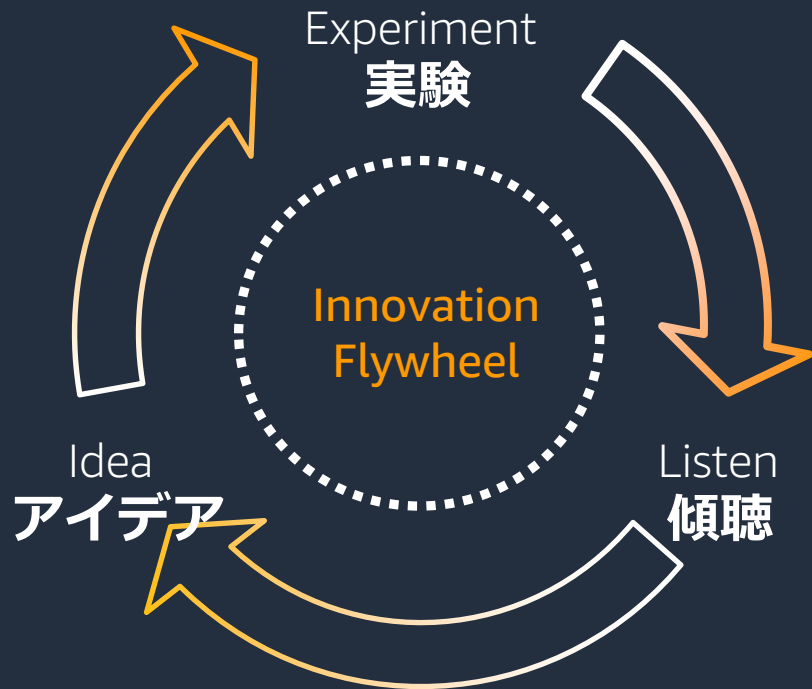 Experiment
実験
Innovation
Flywheel
Idea
アイデア
Listen
傾聴